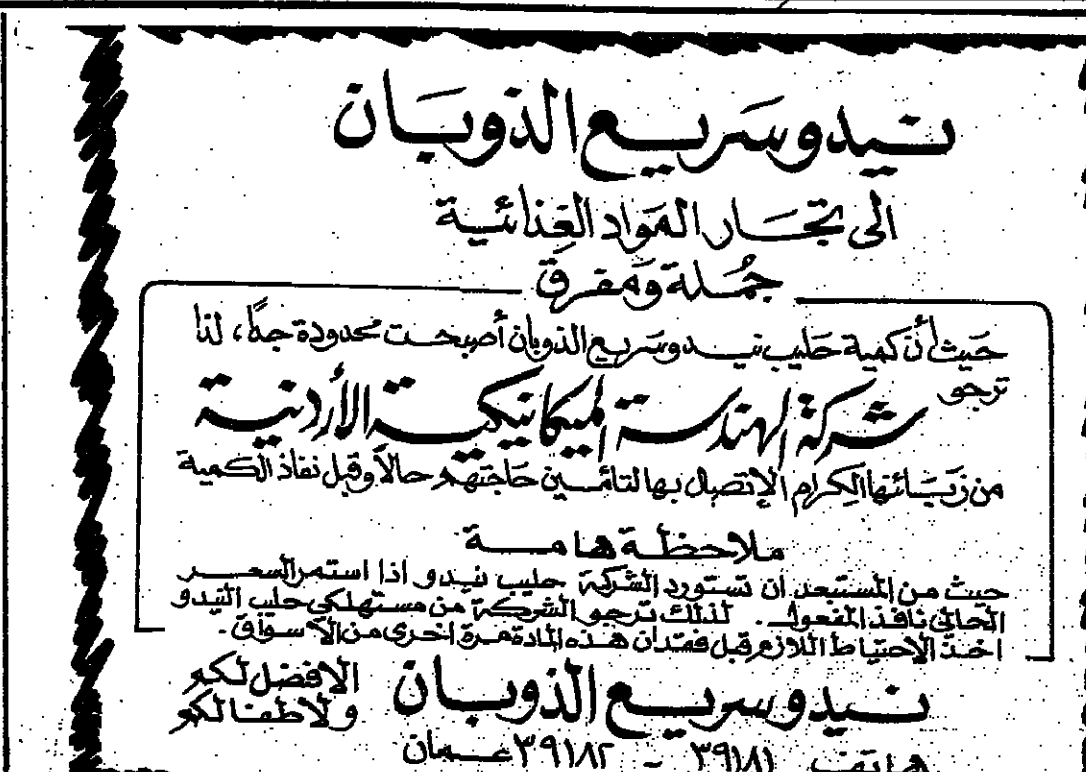 نيدو سريع الذوبان
الى تجار المواد الغذائية
جملة ومفرق
حيث أن كمية حليب نيدو سريع الذوبان أصبحت محدودة جداً ، لذا
ترجو
شركة الهندسة الميكانيكية الأردنية
من زبائنها الكرام الإتصال بها لتأمين حاجتهم حالاً وقبل نفاذ الكمية
ملاحظة هامة
حيث من المستبعد ان تستورد الشركة حليب نيدو اذا استمر السعر
الحالي نافذ المفعول . لذلك ترجو الشركة من مستهلكي حليب النيدو
اخذ الاحتياط اللازم قبل فقدان هذه المادة مرة اخرى من الاسواق .
الافضل لكم
ولاطفالكم
نيدو سريع الذوبان
هاتف ٣٩١٨١ - ٣٩١٨٢ عمان